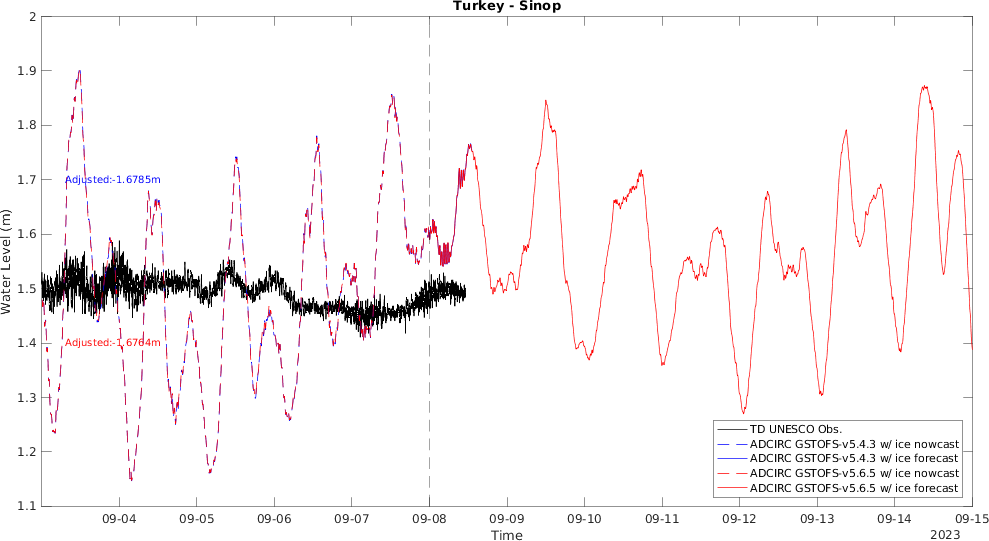 Turkey - Sinop
2
1.9
1.8
1.7
1.6
1.5
1.4
1.3
1.2
1.1
Water Level (m)
Adjusted:-1.6785m
Adjusted:-1.6764m
TD UNESCO Obs.
ADCIRC GSTOFS-v5.4.3 w/ ice nowcast
ADCIRC GSTOFS-v5.4.3 w/ ice forecast
ADCIRC GSTOFS-v5.6.5 w/ ice nowcast
ADCIRC GSTOFS-v5.6.5 w/ ice forecast
09-04 09-05 09-06 09-07 09-08 09-09 09-10 09-11 09-12 09-13 09-14 09-15
Time
2023